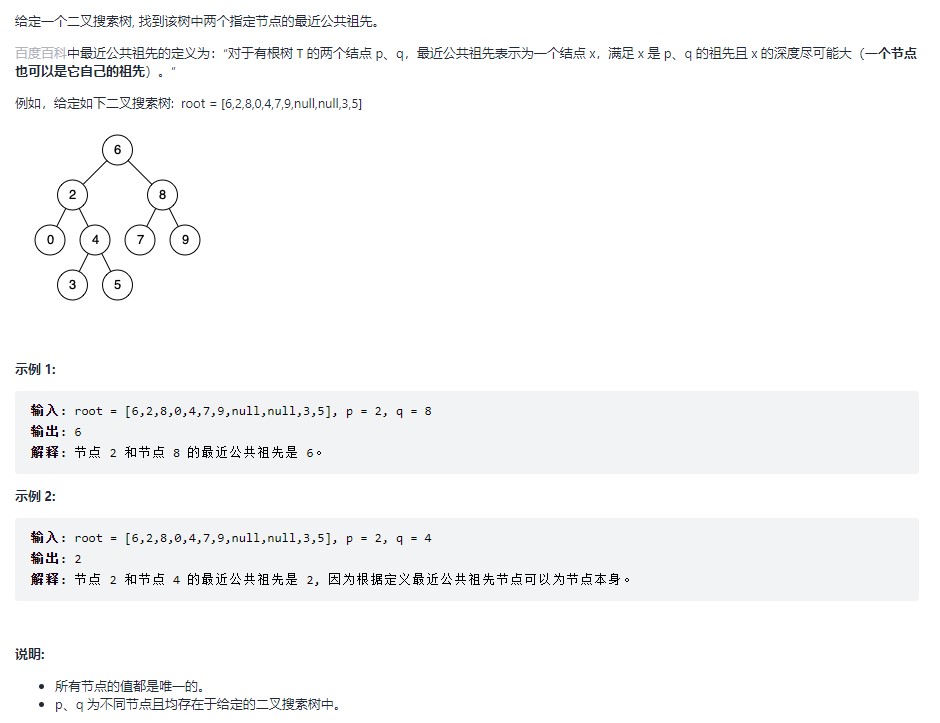 给定一个二叉搜索树, 找到该树中两个指定节点的最近公共祖先。
百度百科中最近公共祖先的定义为：“对于有根树 T 的两个结点 p、q，最近公共祖先表示为一个结点 x，满足 x 是 p、q 的祖先且 x 的深度尽可能大（一个节点
也可以是它自己的祖先）。”
例如，给定如下二叉搜索树: root = [6,2,8,0,4,7,9,null,null,3,5]
6
2 8
0 4 7 9
3 5
示例 1:
输入: root = [6,2,8,0,4,7,9,null,null,3,5], p = 2, q = 8
输出: 6
解释: 节点 2 和节点 8 的最近公共祖先是 6。
示例 2:
输入: root = [6,2,8,0,4,7,9,null,null,3,5], p = 2, q = 4
输出: 2
解释: 节点 2 和节点 4 的最近公共祖先是 2, 因为根据定义最近公共祖先节点可以为节点本身。
说明:
• 所有节点的值都是唯一的。
• p、q 为不同节点且均存在于给定的二叉搜索树中。